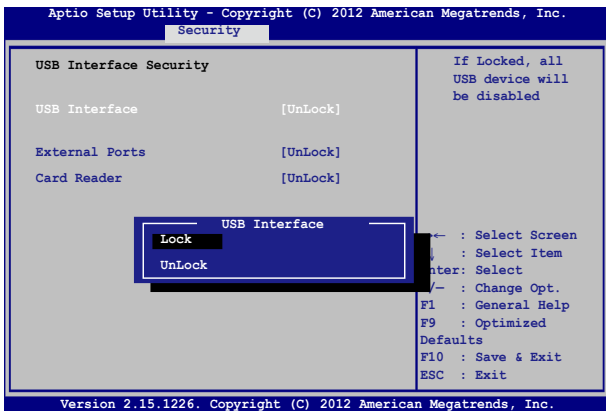 Aptio Setup Utility - Copyright (C) 2012 American Megatrends, Inc.
Security
USB Interface Security
USB Interface [UnLock]
External Ports [UnLock]
Card Reader [UnLock]
If Locked, all
USB device will
be disabled
USB Interface
Lock
UnLock
← : Select Screen
: Select Item
nter: Select
/— : Change Opt.
F1 : General Help
F9 : Optimized
Defaults
F10 : Save & Exit
ESC : Exit
Version 2.15.1226. Copyright (C) 2012 America Megatrends, Inc.